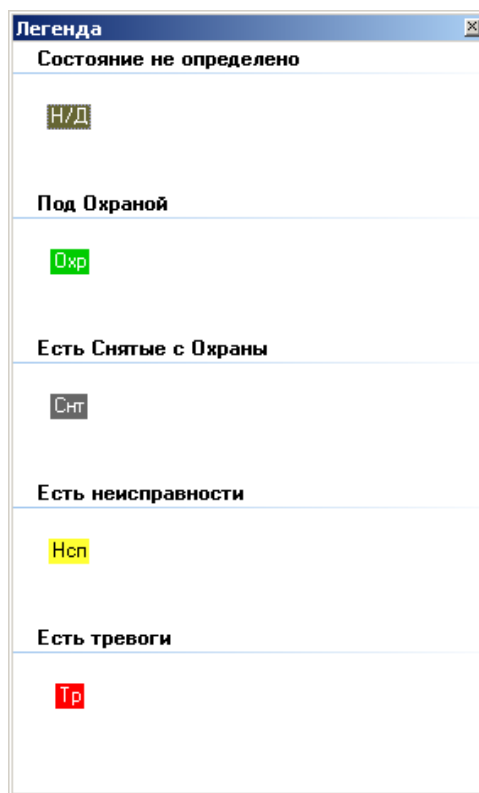 Легенда
Состояние не определено
Н/Д
Под Охраной
Охр
Есть Снятые с Охраны
Снт
Есть неисправности
Нсп
Есть тревоги
Тр